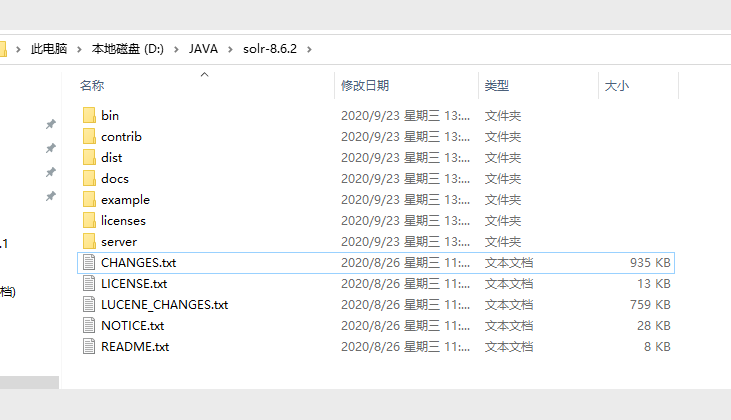 此电脑 › 本地磁盘 (D:) › JAVA › solr-8.6.2 ›
名称 修改日期 类型 大小
bin 2020/9/23 星期三 13:... 文件夹
contrib 2020/9/23 星期三 13:... 文件夹
dist 2020/9/23 星期三 13:... 文件夹
docs 2020/9/23 星期三 13:... 文件夹
example 2020/9/23 星期三 13:... 文件夹
licenses 2020/9/23 星期三 13:... 文件夹
server 2020/9/23 星期三 13:... 文件夹
.1
CHANGES.txt 2020/8/26 星期三 11:... 文本文档 935 KB
LICENSE.txt 2020/8/26 星期三 11:... 文本文档 13 KB
档)
LUCENE_CHANGES.txt 2020/8/26 星期三 11:... 文本文档 759 KB
NOTICE.txt 2020/8/26 星期三 11:... 文本文档 28 KB
README.txt 2020/8/26 星期三 11:... 文本文档 8 KB